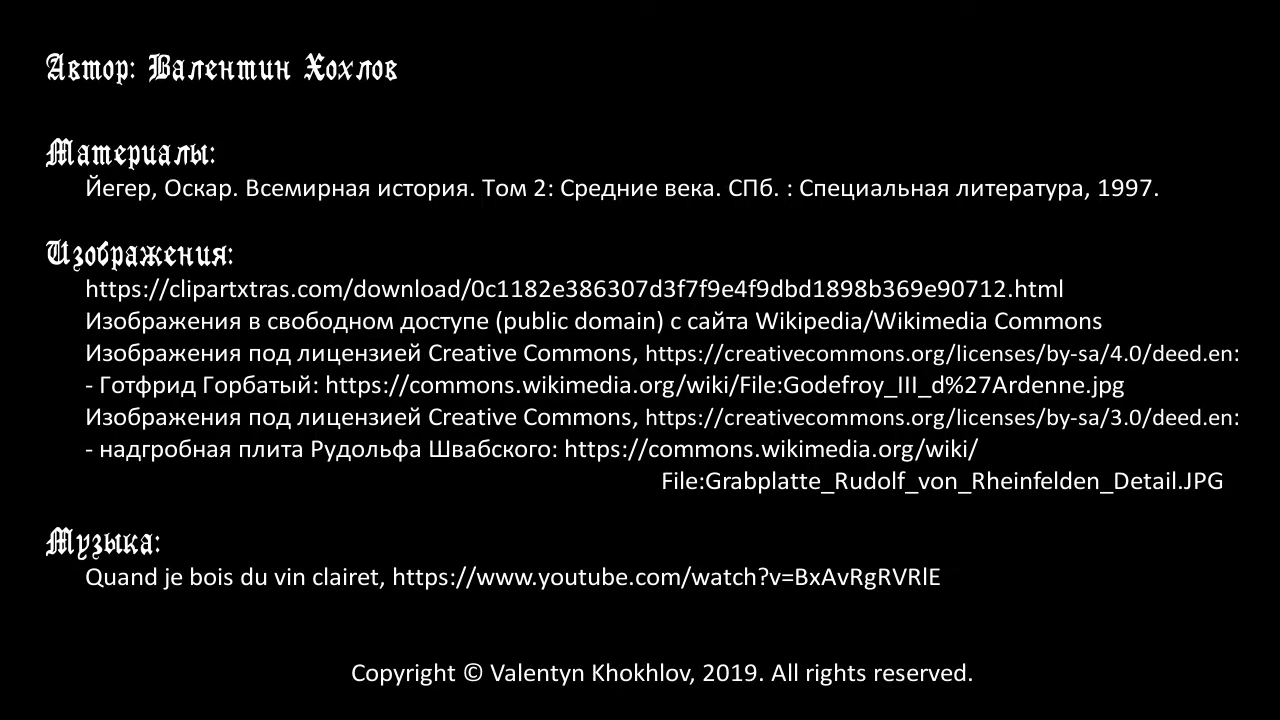 Автор: Валентин Хохлов
Материалы:
Йегер, Оскар. Всемирная история. Том 2: Средние века. СПб. : Специальная литература, 1997.
Изображения:
https://clipartxtras.com/download/0c1182e386307d3f7f9e4f9dbd1898b369e90712.html
Изображения в свободном доступе (public domain) с сайта Wikipedia/Wikimedia Commons
Изображения под лицензией Creative Commons, https://creativecommons.org/licenses/by-sa/4.0/deed.en:
- Готфрид Горбатый: https://commons.wikimedia.org/wiki/File:Godefroy_III_d%27Ardenne.jpg
Изображения под лицензией Creative Commons, https://creativecommons.org/licenses/by-sa/3.0/deed.en:
- надгробная плита Рудольфа Швабского: https://commons.wikimedia.org/wiki/
File:Grabplatte_Rudolf_von_Rheinfelden_Detail.JPG
Музыка:
Quand je bois du vin clairet, https://www.youtube.com/watch?v=BxAvRgRVRlE
Copyright © Valentyn Khokhlov, 2019. All rights reserved.